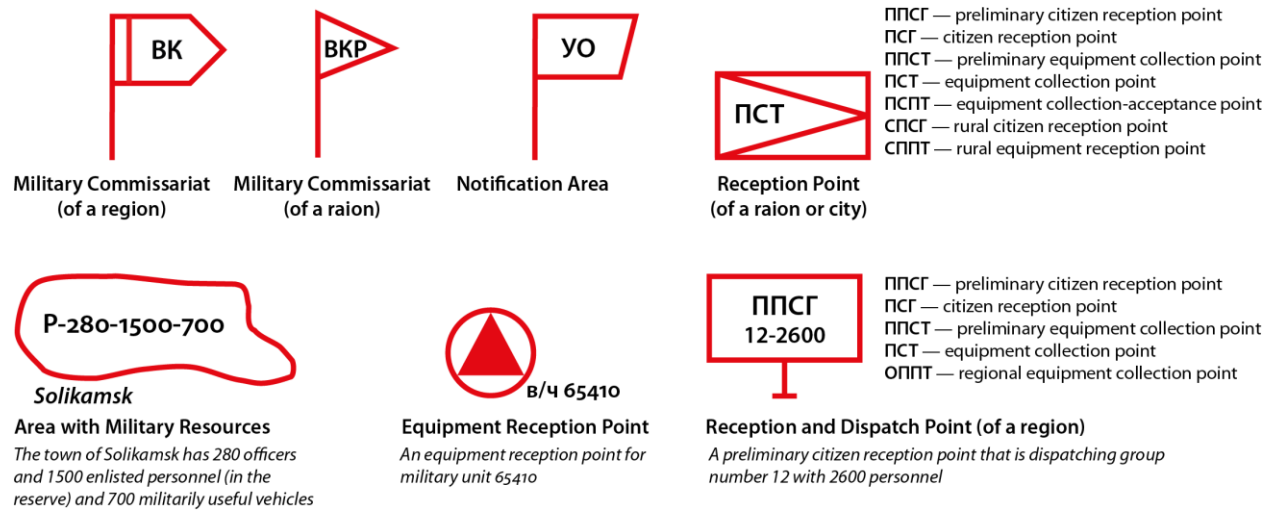 ВК
ВКР
УО
ПСТ
ППСГ — preliminary citizen reception point
ПСГ — citizen reception point
ППСТ — preliminary equipment collection point
ПСТ — equipment collection point
ПСПТ — equipment collection-acceptance point
СПСГ — rural citizen reception point
СППТ — rural equipment reception point
Military Commissariat
(of a region)
Military Commissariat
(of a raion)
Notification Area
Reception Point
(of a raion or city)
Р-280-1500-700
Solikamsk
в/ч 65410
ППСГ
12-2600
ППСГ — preliminary citizen reception point
ПСГ — citizen reception point
ППСТ — preliminary equipment collection point
ПСТ — equipment collection point
ОППТ — regional equipment collection point
Area with Military Resources
The town of Solikamsk has 280 officers
and 1500 enlisted personnel (in the
reserve) and 700 militarily useful vehicles
Equipment Reception Point
An equipment reception point for
military unit 65410
Reception and Dispatch Point (of a region)
A preliminary citizen reception point that is dispatching group
number 12 with 2600 personnel